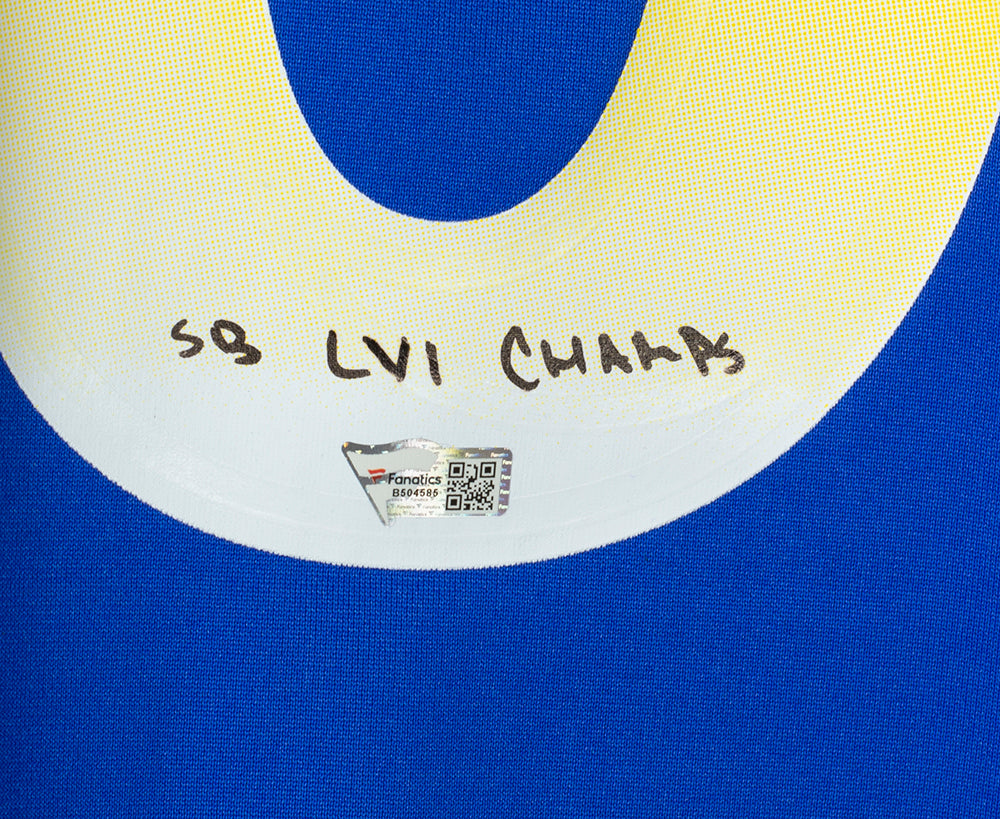 SB LVI CHAMPS
Fanatics
B504585